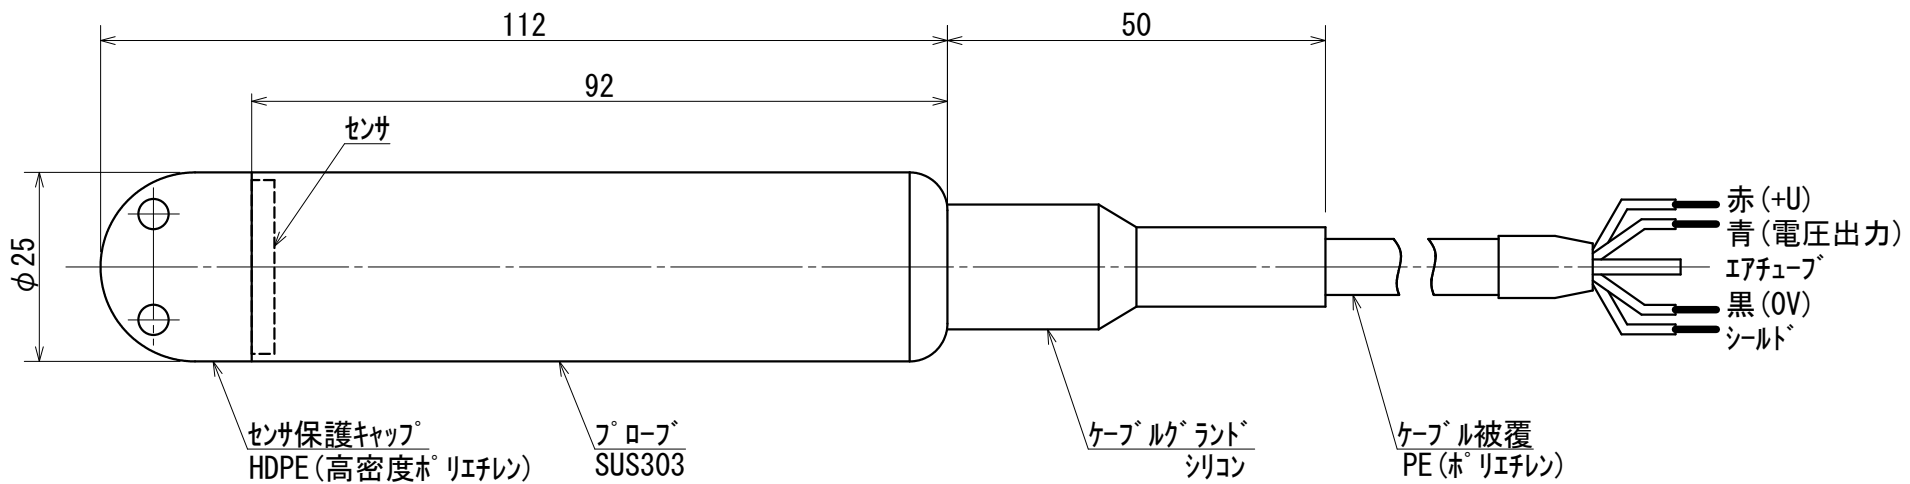 112
50
92
センサ
φ25
赤(+U)
青(電圧出力)
エアチューブ
黒(0V)
シールド
センサ保護キャップ
HDPE(高密度ポリエチレン)
プローブ
SUS303
ケーブルグランド
シリコン
ケーブル被覆
PE(ポリエチレン)